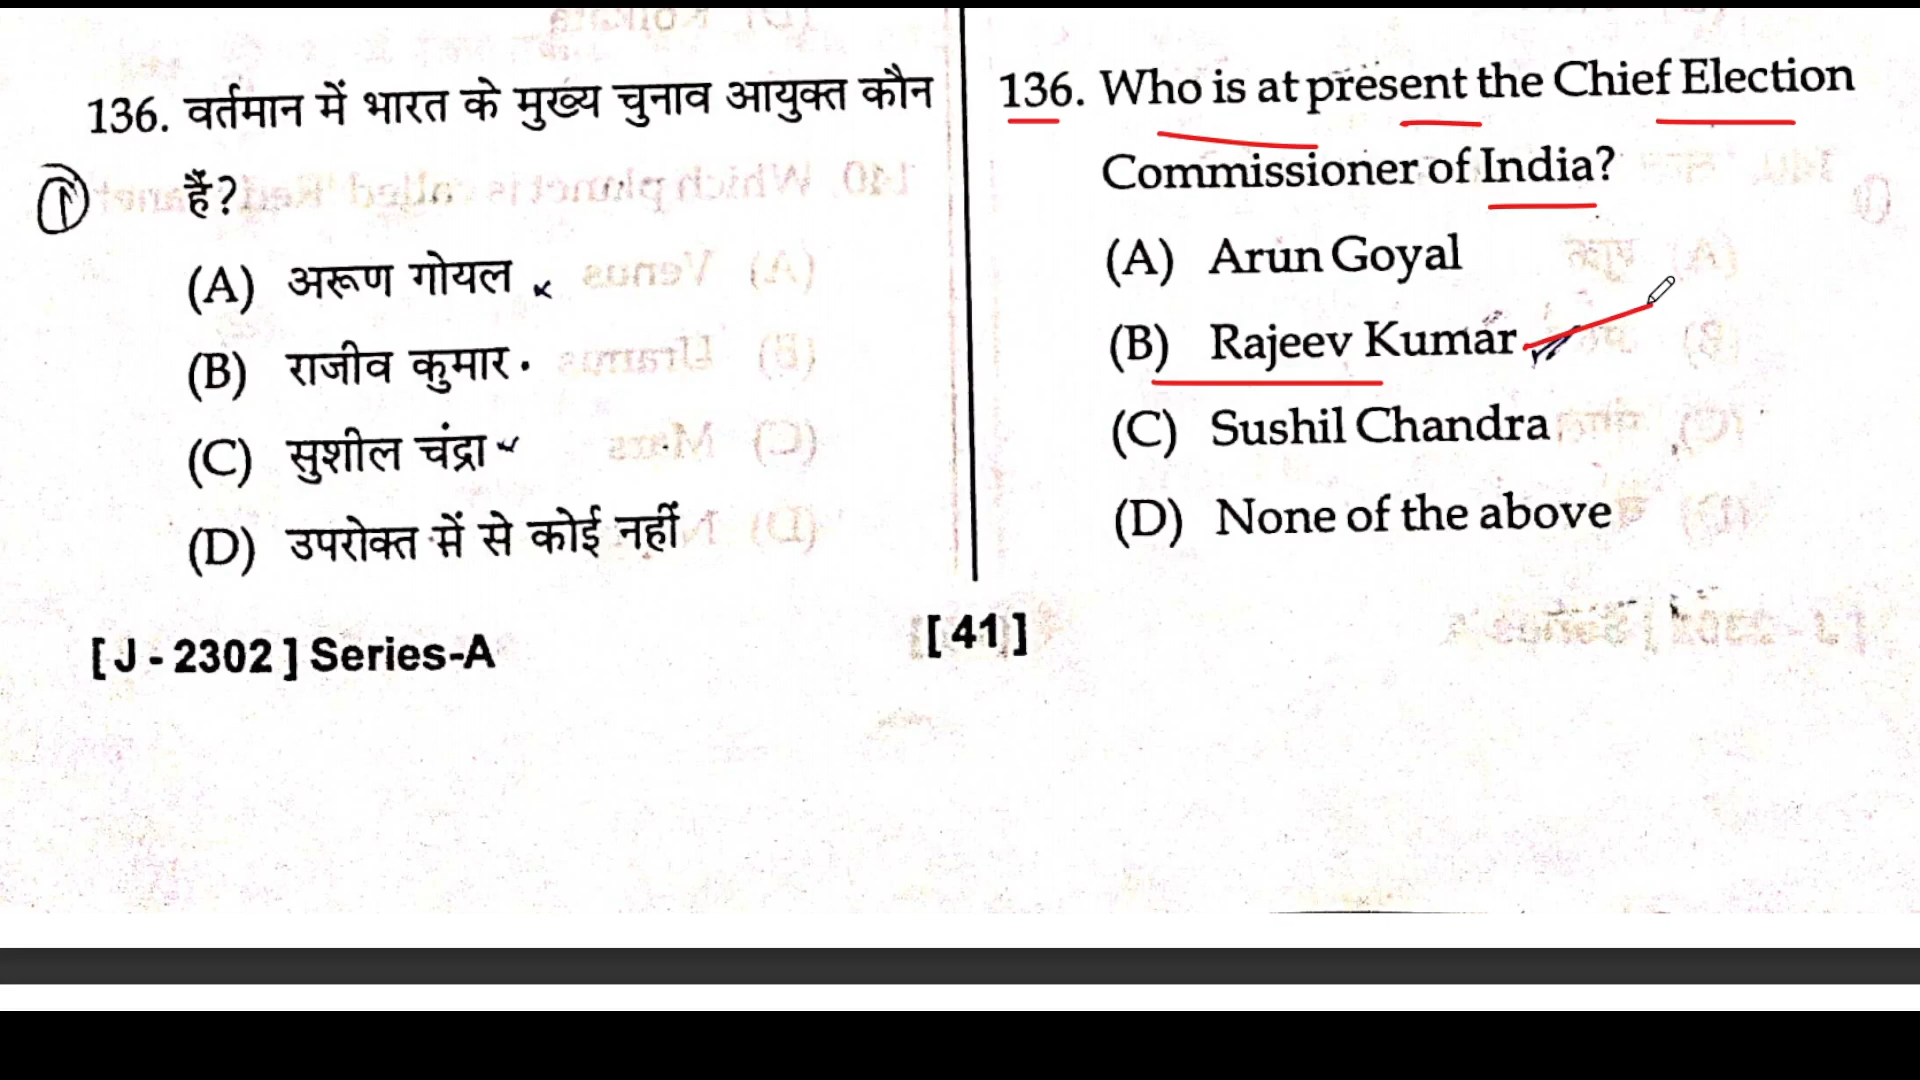 136. वर्तमान में भारत के मुख्य चुनाव आयुक्त कौन
हैं?
(A) अरूण गोयल
(B) राजीव कुमार
(C) सुशील चंद्रा
(D) उपरोक्त में से कोई नहीं
[ J - 2302 ] Series-A
[ 41 ]
136. Who is at present the Chief Election
Commissioner of India?
(A) Arun Goyal
(B) Rajeev Kumar
(C) Sushil Chandra
(D) None of the above